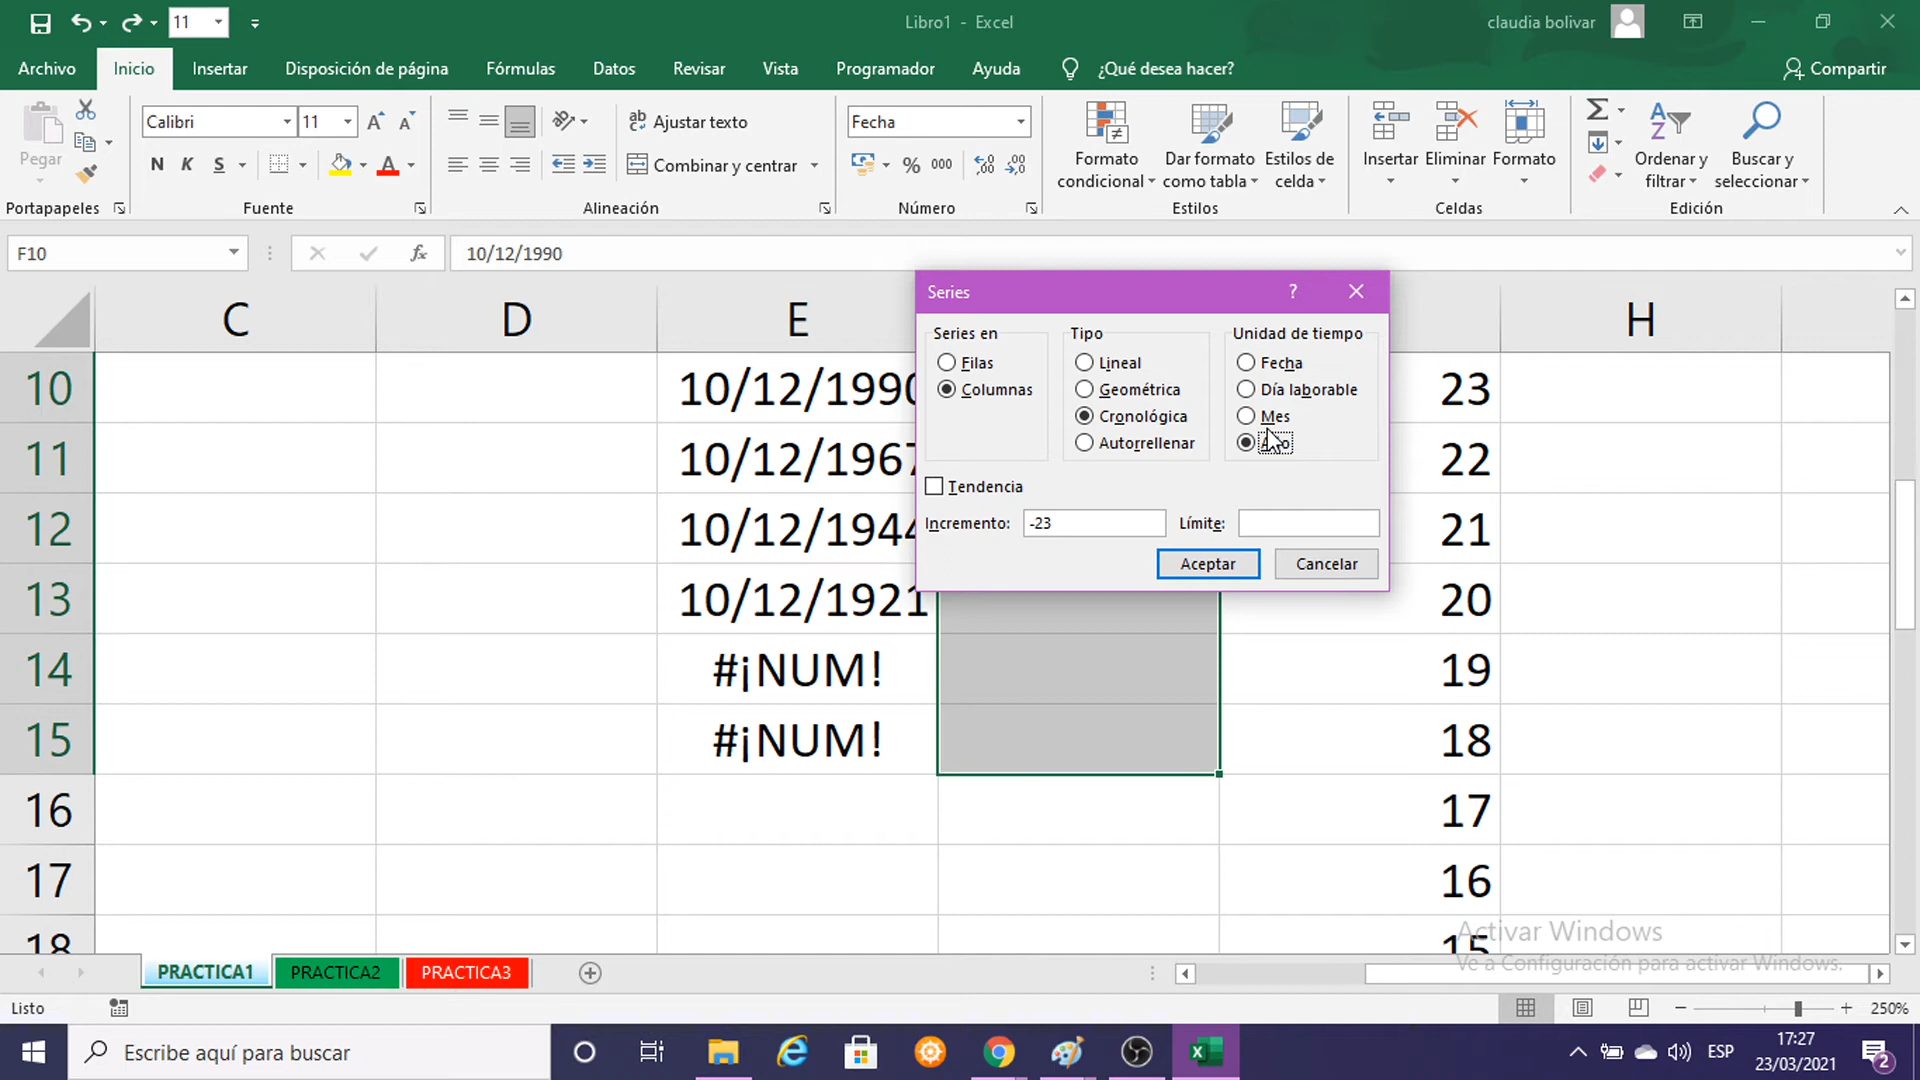 11
Libro1 - Excel
claudia bolivar
Archivo
Inicio
Insertar
Disposición de página
Fórmulas
Datos
Revisar
Vista
Programador
Ayuda
¿Qué desea hacer?
Compartir
Pegar
Portapapeles
Calibri
11
N K S
Fuente
Ajustar texto
Combinar y centrar
Alineación
Fecha
% 000
Número
Formato condicional
Dar formato como tabla
Estilos de celda
Estilos
Insertar
Eliminar
Formato
Celdas
Ordenar y filtrar
Buscar y seleccionar
Edición
F10
fx
10/12/1990
C D E H
Series
Series en
Filas
Columnas
Tipo
Lineal
Geométrica
Cronológica
Autorrellenar
Unidad de tiempo
Fecha
Día laborable
Mes
Tendencia
Incremento: -23
Límite:
Aceptar
Cancelar
10 10/12/1990 23
11 10/12/1967 22
12 10/12/1944 21
13 10/12/1921 20
14 #¡NUM! 19
15 #¡NUM! 18
16 17
17 16
18 15
Activar Windows
Ve a Configuración para activar Windows.
PRACTICA1
PRACTICA2
PRACTICA3
Listo
250%
Escribe aquí para buscar
ESP
17:27
23/03/2021
2